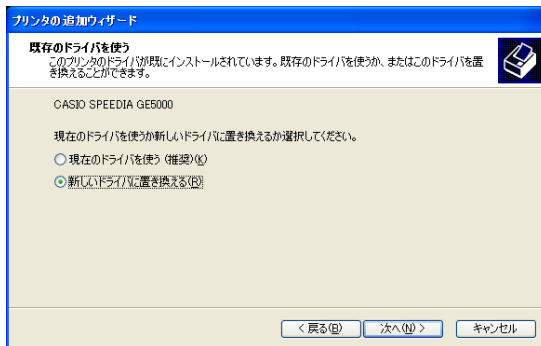 プリンタの追加ウィザード
既存のドライバを使う
このプリンタのドライバが既にインストールされています。既存のドライバを使うか、またはこのドライバを置
き換えることができます。
CASIO SPEEDIA GE5000
現在のドライバを使うか新しいドライバに置き換えるか選択してください。
現在のドライバを使う (推奨)(K)
新しいドライバに置き換える(R)
< 戻る(B)
次へ(N) >
キャンセル